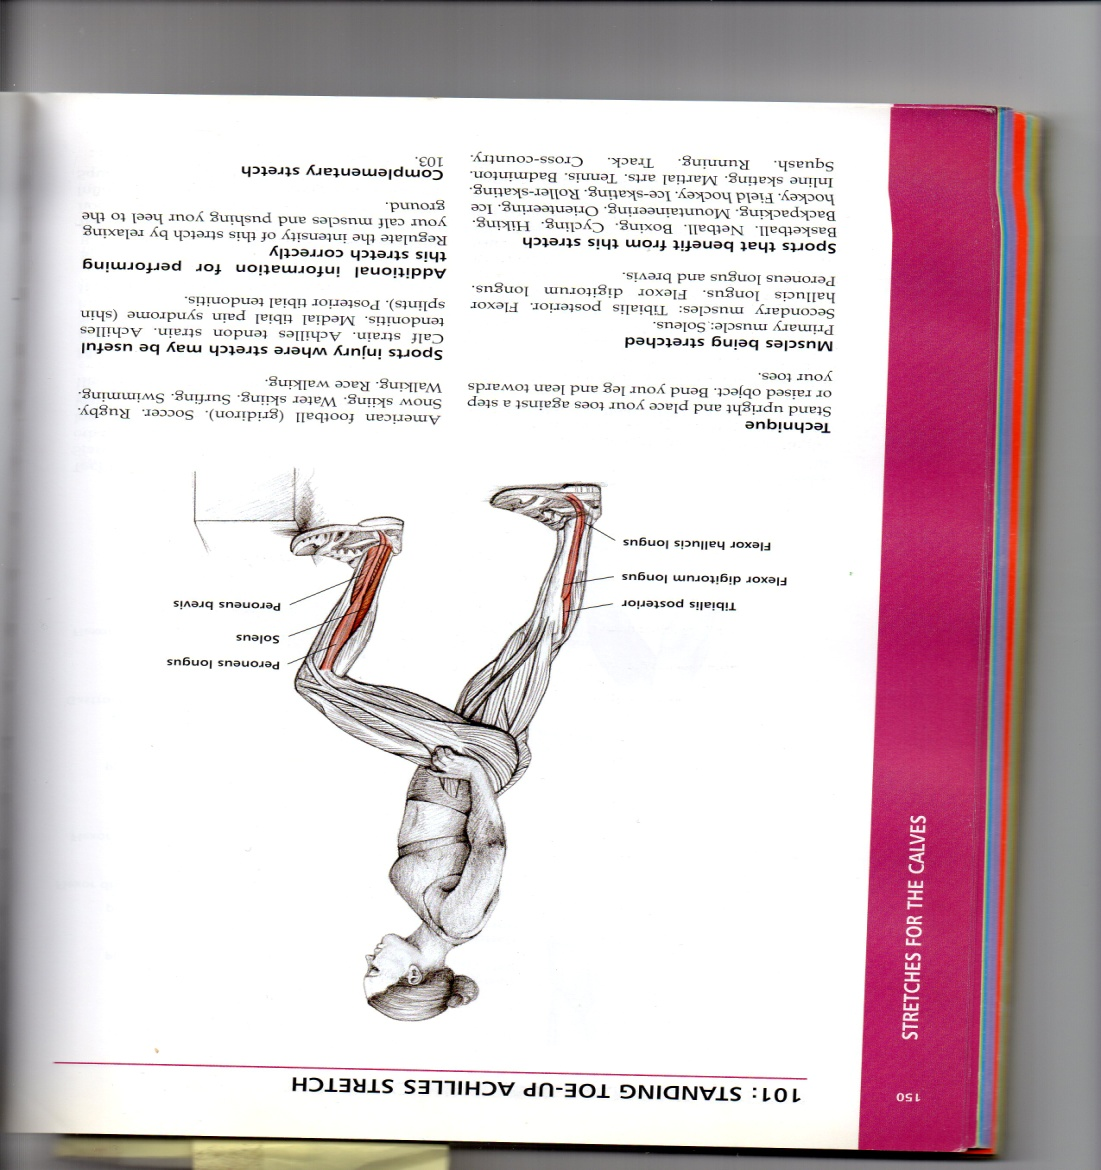 150
STRETCHES FOR THE CALVES
101: STANDING TOE-UP ACHILLES STRETCH
Peroneus longus
Soleus
Peroneus brevis
Tibialis posterior
Flexor digitorum longus
Flexor hallucis longus
Technique
Stand upright and place your toes against a step
or raised object. Bend your leg and lean towards
your toes.
Muscles being stretched
Primary muscle: Soleus.
Secondary muscles: Tibialis posterior. Flexor
hallucis longus. Flexor digitorum longus.
Peroneus longus and brevis.
Sports that benefit from this stretch
Basketball. Netball. Boxing. Cycling. Hiking.
Backpacking. Mountaineering. Orienteering. Ice
hockey. Field hockey. Ice-skating. Roller-skating.
Inline skating. Martial arts. Tennis. Badminton.
Squash. Running. Track. Cross-country.
American football (gridiron). Soccer. Rugby.
Snow skiing. Water skiing. Surfing. Swimming.
Walking. Race walking.
Sports injury where stretch may be useful
Calf strain. Achilles tendon strain. Achilles
tendonitis. Medial tibial pain syndrome (shin
splints). Posterior tibial tendonitis.
Additional information for performing
this stretch correctly
Regulate the intensity of this stretch by relaxing
your calf muscles and pushing your heel to the
ground.
Complementary stretch
103.